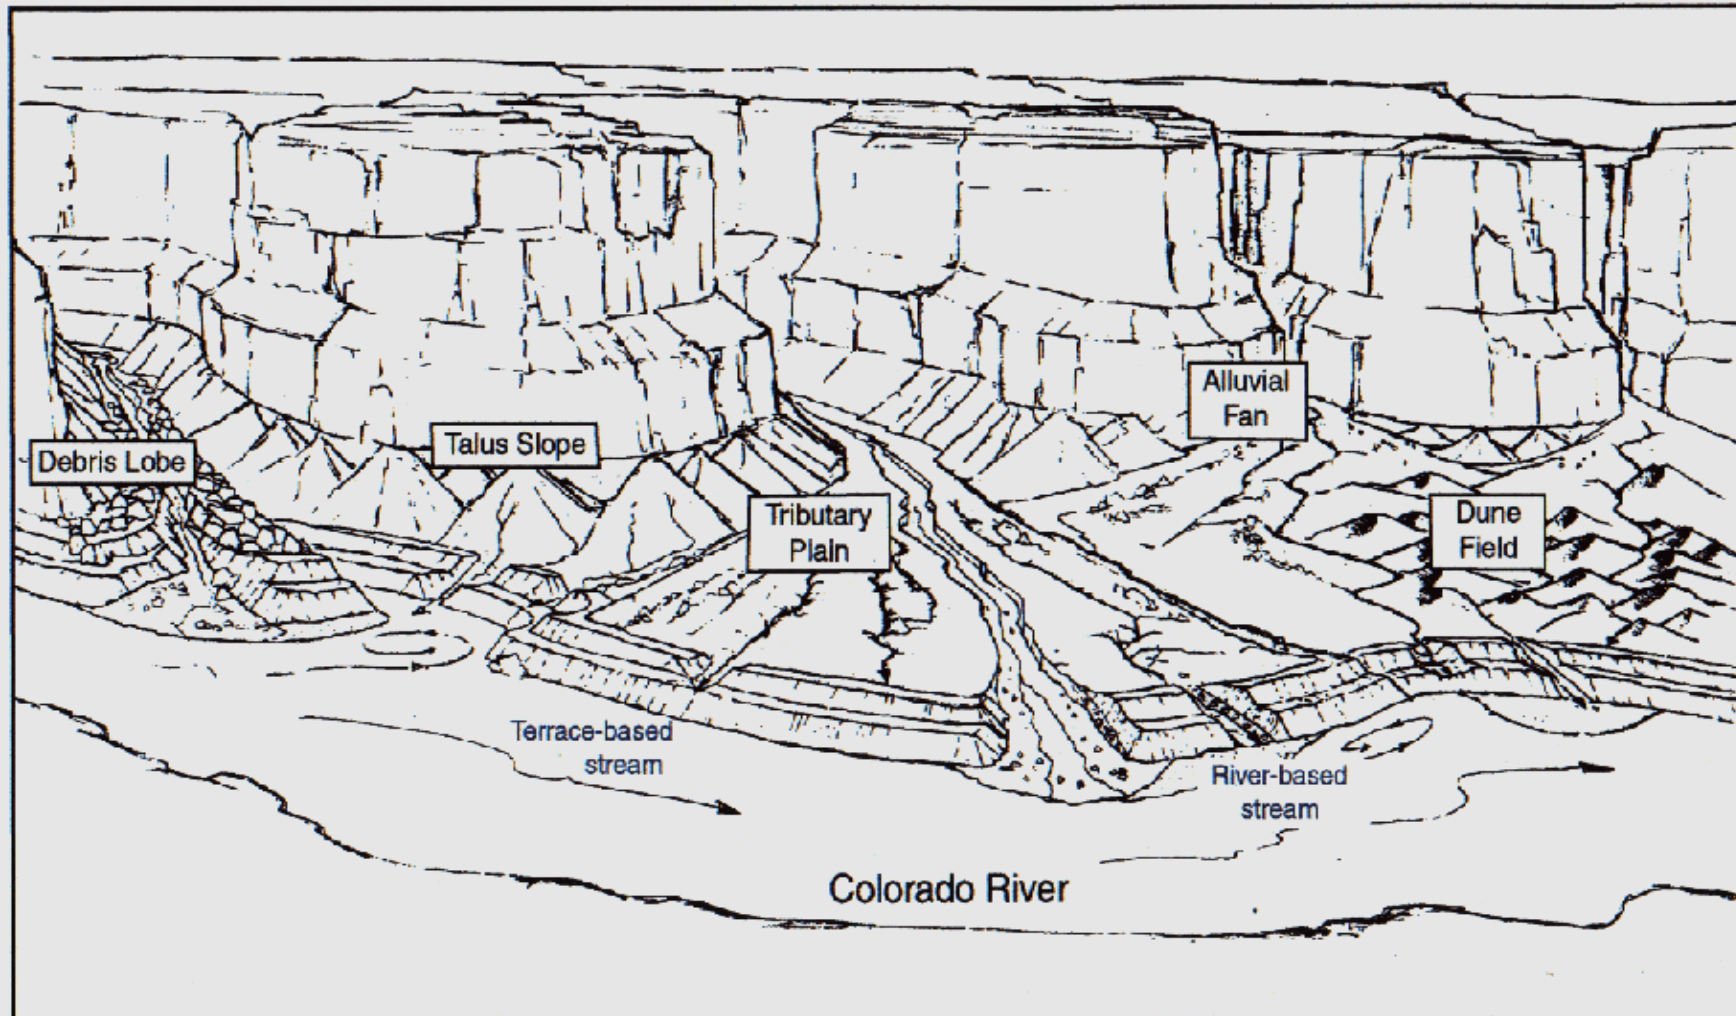 Alluvial
Fan
Debris Lobe
Talus Slope
Tributary
Plain
Dune
Field
Terrace-based
stream
River-based
stream
Colorado River